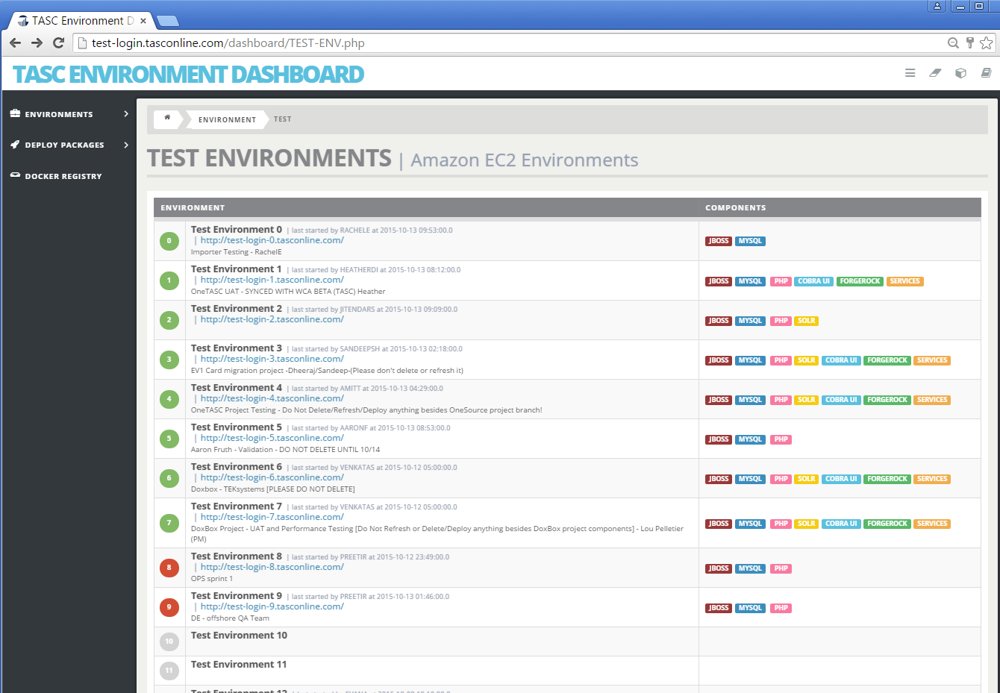 TASC Environment D
test-login.tasconline.com/dashboard/TEST-ENV.php
TASC ENVIRONMENT DASHBOARD
ENVIRONMENTS
DEPLOY PACKAGES
DOCKER REGISTRY
ENVIRONMENT TEST
TEST ENVIRONMENTS | Amazon EC2 Environments
ENVIRONMENT COMPONENTS
0 Test Environment 0 | last started by RACHELE at 2015-10-13 09:53:00.0
| http://test-login-0.tasconline.com/
Importer Testing - RachelE
JBOSS MYSQL
1 Test Environment 1 | last started by HEATHERDI at 2015-10-13 08:12:00.0
| http://test-login-1.tasconline.com/
OneTASC UAT - SYNCED WITH WCA BETA (TASC) Heather
JBOSS MYSQL PHP COBRA UI FORGEROCK SERVICES
2 Test Environment 2 | last started by JITENDARS at 2015-10-13 09:09:00.0
| http://test-login-2.tasconline.com/
JBOSS MYSQL PHP SOLR
3 Test Environment 3 | last started by SANDEEPSH at 2015-10-13 02:18:00.0
| http://test-login-3.tasconline.com/
EV1 Card migration project -Dheeraj/Sandeep-(Please don't delete or refresh it)
JBOSS MYSQL PHP SOLR COBRA UI FORGEROCK SERVICES
4 Test Environment 4 | last started by AMITT at 2015-10-13 04:29:00.0
| http://test-login-4.tasconline.com/
OneTASC Project Testing - Do Not Delete/Refresh/Deploy anything besides OneSource project branch!
JBOSS MYSQL PHP SOLR COBRA UI FORGEROCK SERVICES
5 Test Environment 5 | last started by AARONF at 2015-10-13 08:53:00.0
| http://test-login-5.tasconline.com/
Aaron Fruth - Validation - DO NOT DELETE UNTIL 10/14
JBOSS MYSQL PHP
6 Test Environment 6 | last started by VENKATAS at 2015-10-12 05:00:00.0
| http://test-login-6.tasconline.com/
Doxbox - TEKsystems [PLEASE DO NOT DELETE]
JBOSS MYSQL PHP SOLR COBRA UI FORGEROCK SERVICES
7 Test Environment 7 | last started by VENKATAS at 2015-10-12 05:00:00.0
| http://test-login-7.tasconline.com/
DoxBox Project - UAT and Performance Testing [Do Not Refresh or Delete/Deploy anything besides DoxBox project components] - Lou Pelletier
(PM)
JBOSS MYSQL PHP SOLR COBRA UI FORGEROCK SERVICES
8 Test Environment 8 | last started by PREETIR at 2015-10-12 23:49:00.0
| http://test-login-8.tasconline.com/
OPS sprint 1
JBOSS MYSQL PHP
9 Test Environment 9 | last started by PREETIR at 2015-10-13 01:46:00.0
| http://test-login-9.tasconline.com/
DE - offshore QA Team
JBOSS MYSQL PHP
10 Test Environment 10
11 Test Environment 11
Test Environment 12 | last started by